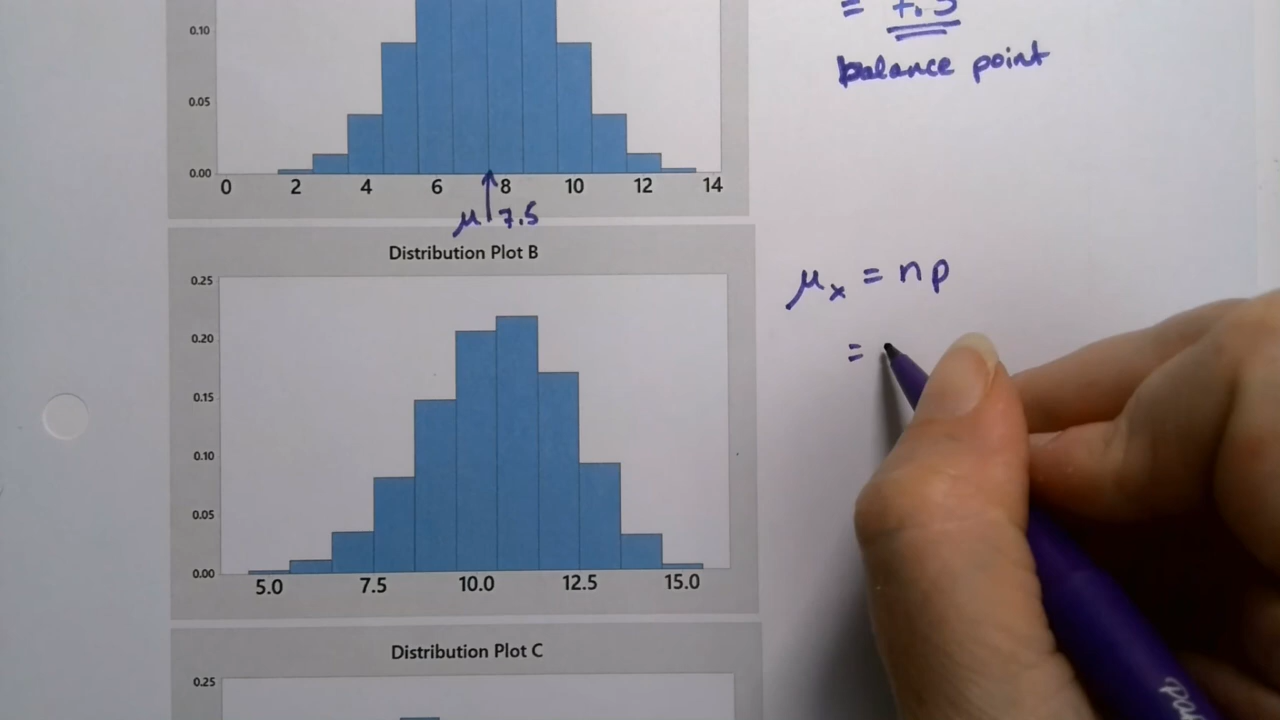 = 7.5
balance point
0.10
0.05
0.00
0 2 4 6 8 10 12 14
μ 7.5
Distribution Plot B
0.25
0.20
0.15
0.10
0.05
0.00
5.0 7.5 10.0 12.5 15.0
μx = np
=
Distribution Plot C
0.25